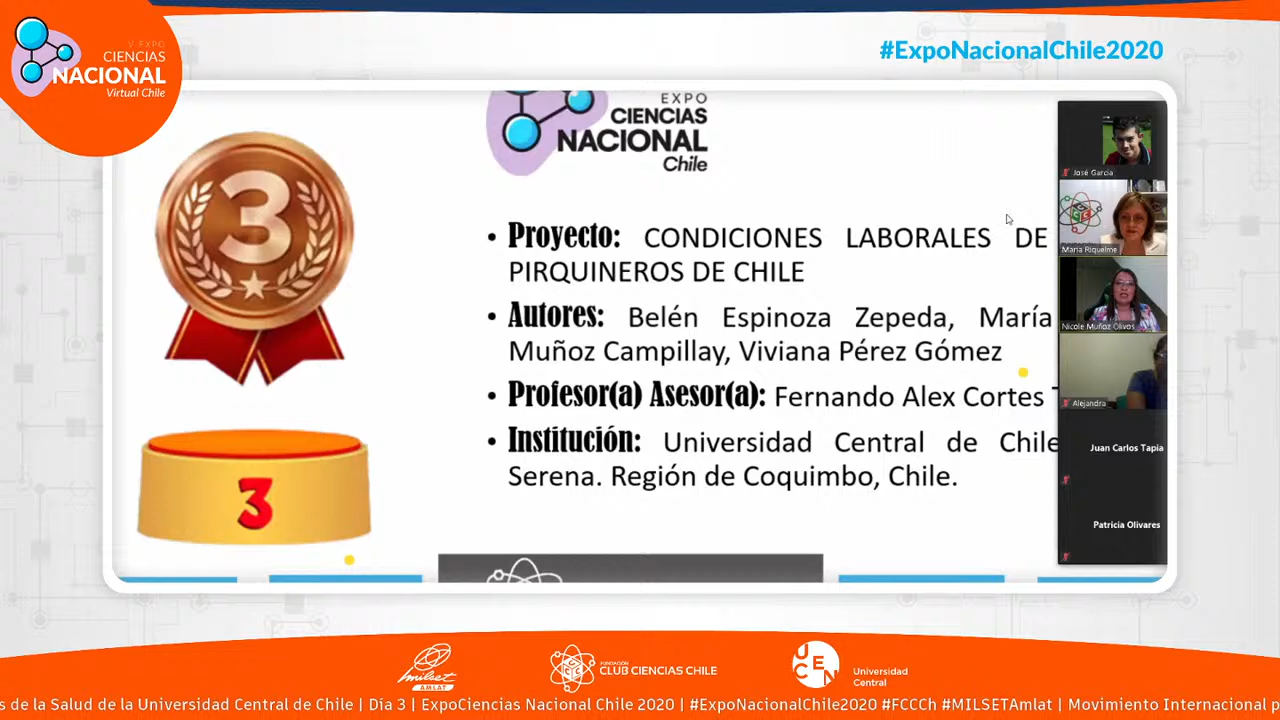 V EXPO
CIENCIAS
NACIONAL
Virtual Chile
#ExpoNacionalChile2020
EXPO
CIENCIAS
NACIONAL
Chile
3
• Proyecto: CONDICIONES LABORALES DE
PIRQUINEROS DE CHILE
• Autores: Belén Espinoza Zepeda, María
Muñoz Campillay, Viviana Pérez Gómez
• Profesor(a) Asesor(a): Fernando Alex Cortes
• Institución: Universidad Central de Chile
Serena. Región de Coquimbo, Chile.
3
José García
María Riquelme
Nicole Muñoz Olivos
Alejandra
Juan Carlos Tapia
Patricia Olivares
milset
AMLAT
FUNDACIÓN
CLUB CIENCIAS CHILE
UCEN
Universidad
Central
s de la Salud de la Universidad Central de Chile | Día 3 | ExpoCiencias Nacional Chile 2020 | #ExpoNacionalChile2020 #FCCCh #MILSETAmlat | Movimiento Internacional p